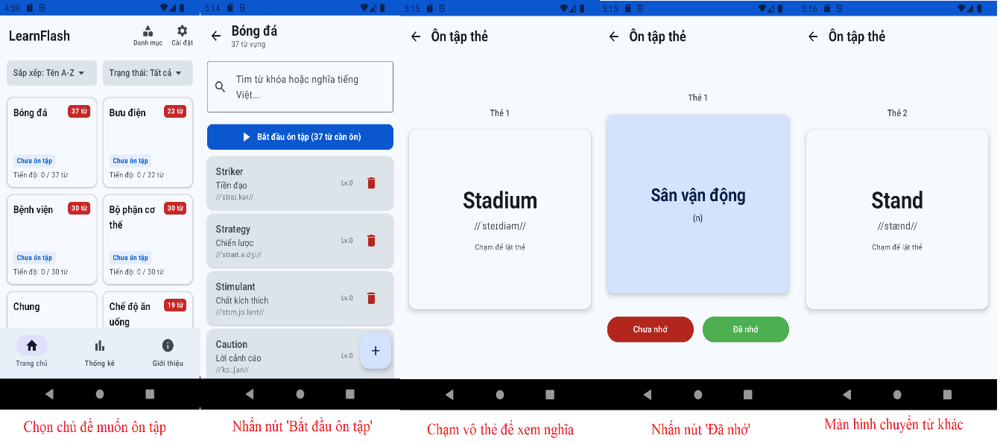 4:59
LearnFlash
Danh mục
Cài đặt
Sắp xếp: Tên A-Z
Trạng thái: Tất cả
Bóng đá
37 từ
Chưa ôn tập
Tiến độ: 0 / 37 từ
Bưu điện
22 từ
Chưa ôn tập
Tiến độ: 0 / 22 từ
Bệnh viện
30 từ
Chưa ôn tập
Tiến độ: 0 / 30 từ
Bộ phận cơ
thể
30 từ
Chưa ôn tập
Tiến độ: 0 / 30 từ
Chung
Chế độ ăn
uống
19 từ
Trang chủ
Thống kê
Giới thiệu
Chọn chủ đề muốn ôn tập
5:14
Bóng đá
37 từ vựng
Tìm từ khóa hoặc nghĩa tiếng
Việt...
Bắt đầu ôn tập (37 từ cần ôn)
Striker
Tiền đạo
//ˈstraɪ.kər//
Lv.0
Strategy
Chiến lược
//ˈstræt.ə.dʒi//
Lv.0
Stimulant
Chất kích thích
//ˈstɪm.jʊ.lənt//
Lv.0
Caution
Lời cảnh cáo
//ˈkɔː.ʃən//
Lv.0
+
Nhấn nút 'Bắt đầu ôn tập'
5:15
Ôn tập thẻ
Thẻ 1
Stadium
//ˈsteɪdiəm//
Chạm để lật thẻ
Chạm vô thẻ để xem nghĩa
5:15
Ôn tập thẻ
Thẻ 1
Sân vận động
(n)
Chưa nhớ
Đã nhớ
Nhấn nút 'Đã nhớ'
5:16
Ôn tập thẻ
Thẻ 2
Stand
//stænd//
Chạm để lật thẻ
Màn hình chuyển từ khác